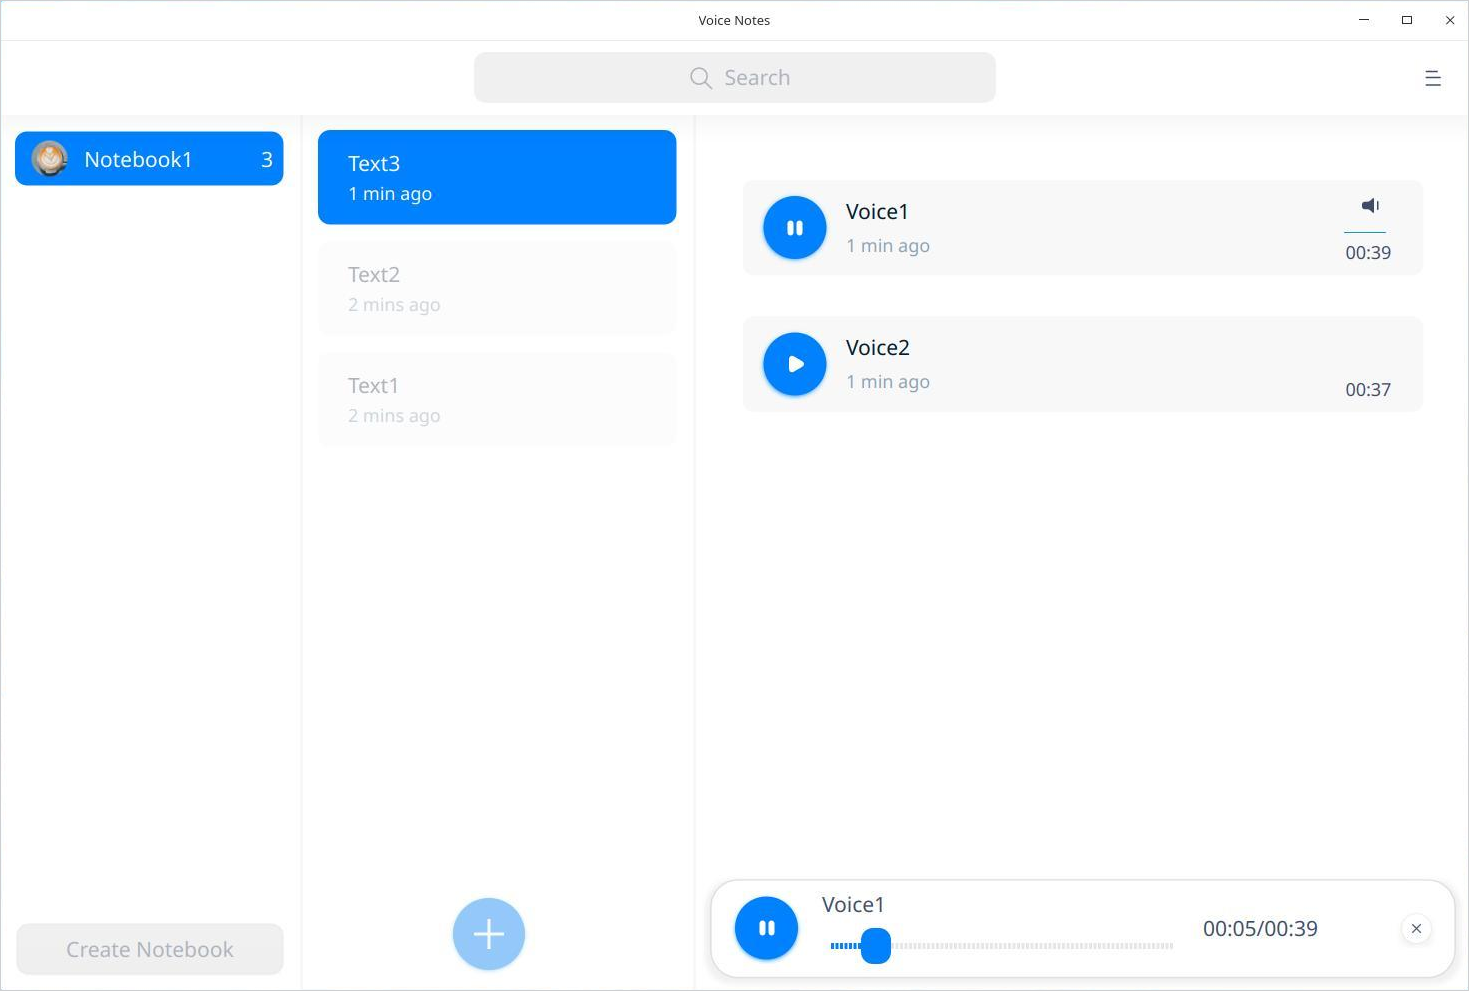 Voice Notes
Search
Notebook1 3
Text3
1 min ago
Text2
2 mins ago
Text1
2 mins ago
Create Notebook
Voice1
1 min ago
00:39
Voice2
1 min ago
00:37
Voice1
00:05/00:39